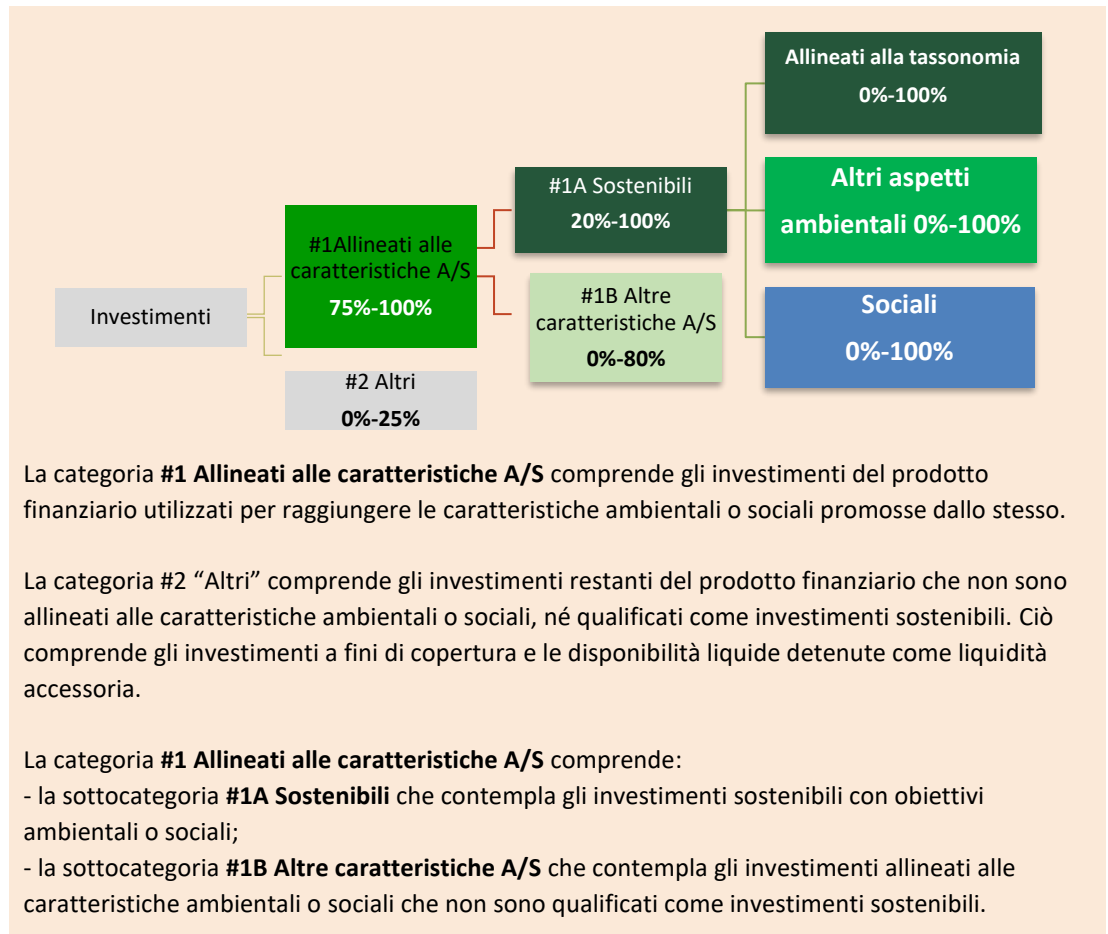 Allineati alla tassonomia
0%-100%
#1A Sostenibili
20%-100%
Altri aspetti
ambientali 0%-100%
#1Allineati alle
caratteristiche A/S
75%-100%
Investimenti
#1B Altre
caratteristiche A/S
0%-80%
Sociali
0%-100%
#2 Altri
0%-25%
La categoria #1 Allineati alle caratteristiche A/S comprende gli investimenti del prodotto
finanziario utilizzati per raggiungere le caratteristiche ambientali o sociali promosse dallo stesso.
La categoria #2 “Altri” comprende gli investimenti restanti del prodotto finanziario che non sono
allineati alle caratteristiche ambientali o sociali, né qualificati come investimenti sostenibili. Ciò
comprende gli investimenti a fini di copertura e le disponibilità liquide detenute come liquidità
accessoria.
La categoria #1 Allineati alle caratteristiche A/S comprende:
- la sottocategoria #1A Sostenibili che contempla gli investimenti sostenibili con obiettivi
ambientali o sociali;
- la sottocategoria #1B Altre caratteristiche A/S che contempla gli investimenti allineati alle
caratteristiche ambientali o sociali che non sono qualificati come investimenti sostenibili.